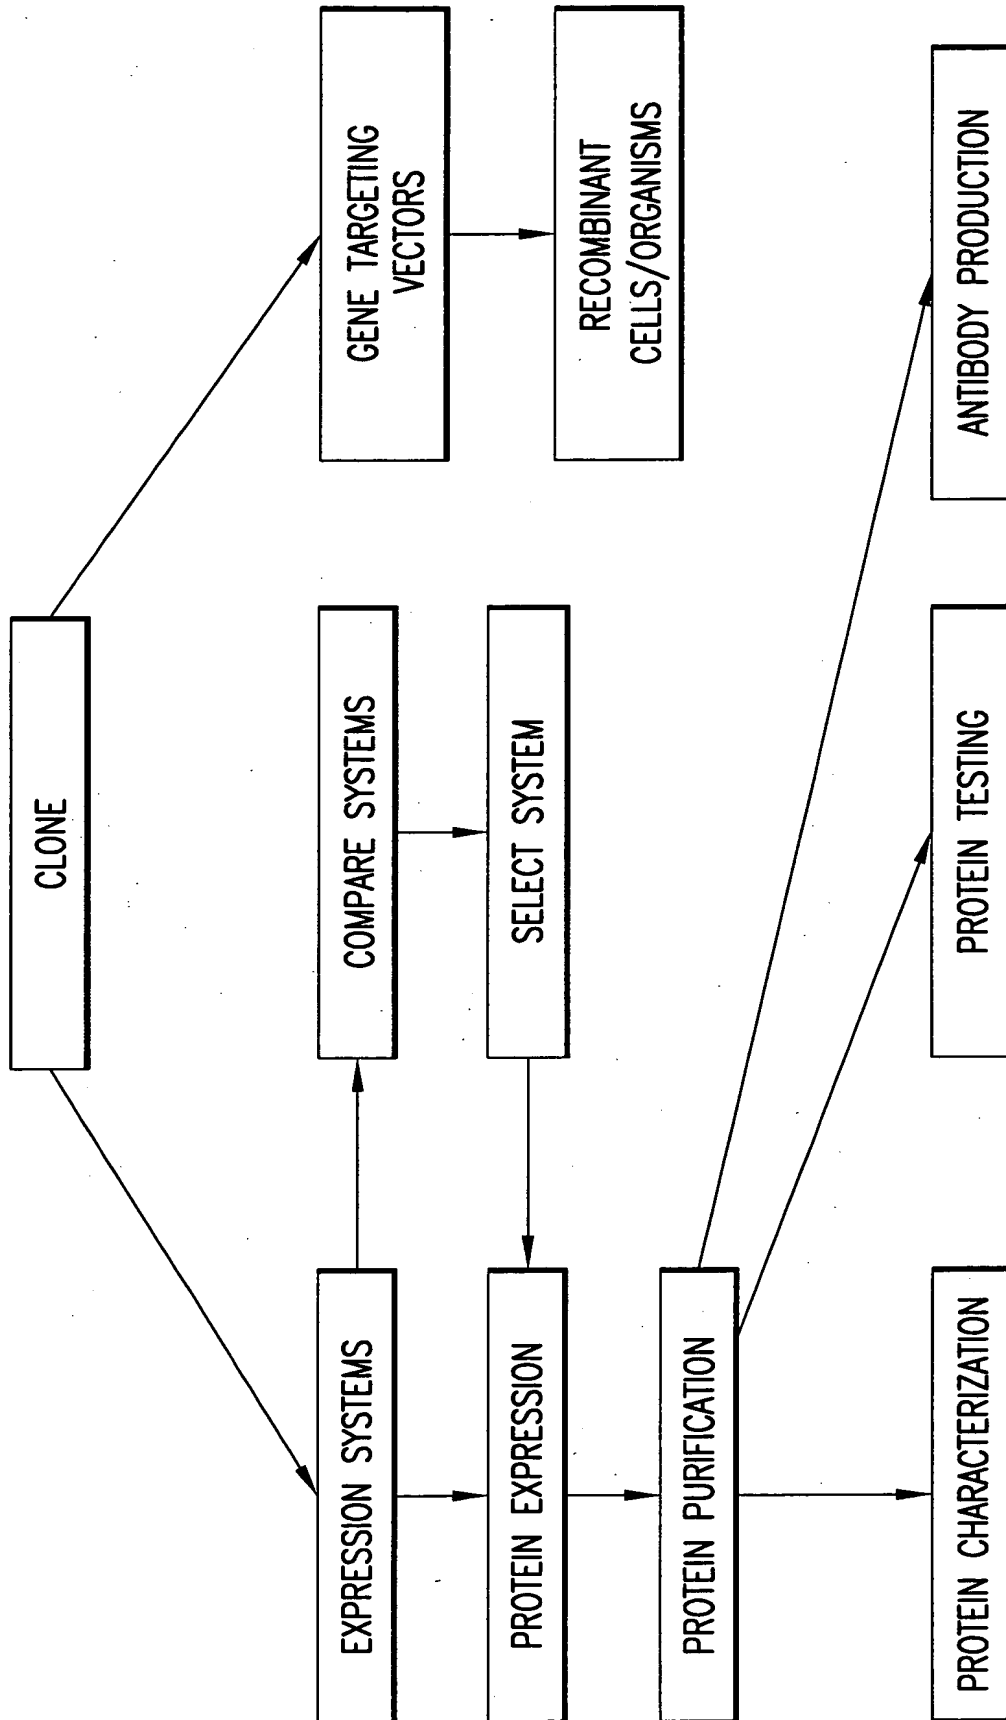 CLONE
EXPRESSION SYSTEMS
COMPARE SYSTEMS
GENE TARGETING
VECTORS
PROTEIN EXPRESSION
SELECT SYSTEM
RECOMBINANT
CELLS/ORGANISMS
PROTEIN PURIFICATION
PROTEIN CHARACTERIZATION
PROTEIN TESTING
ANTIBODY PRODUCTION